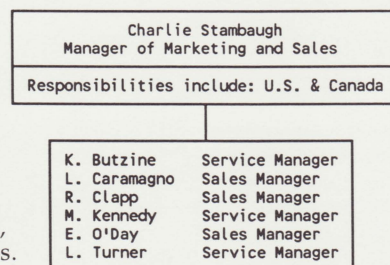 Charlie Stambaugh
Manager of Marketing and Sales
Responsibilities include: U.S. & Canada
K. Butzine Service Manager
L. Caramagno Sales Manager
R. Clapp Sales Manager
M. Kennedy Service Manager
E. O'Day Sales Manager
L. Turner Service Manager
,
s.